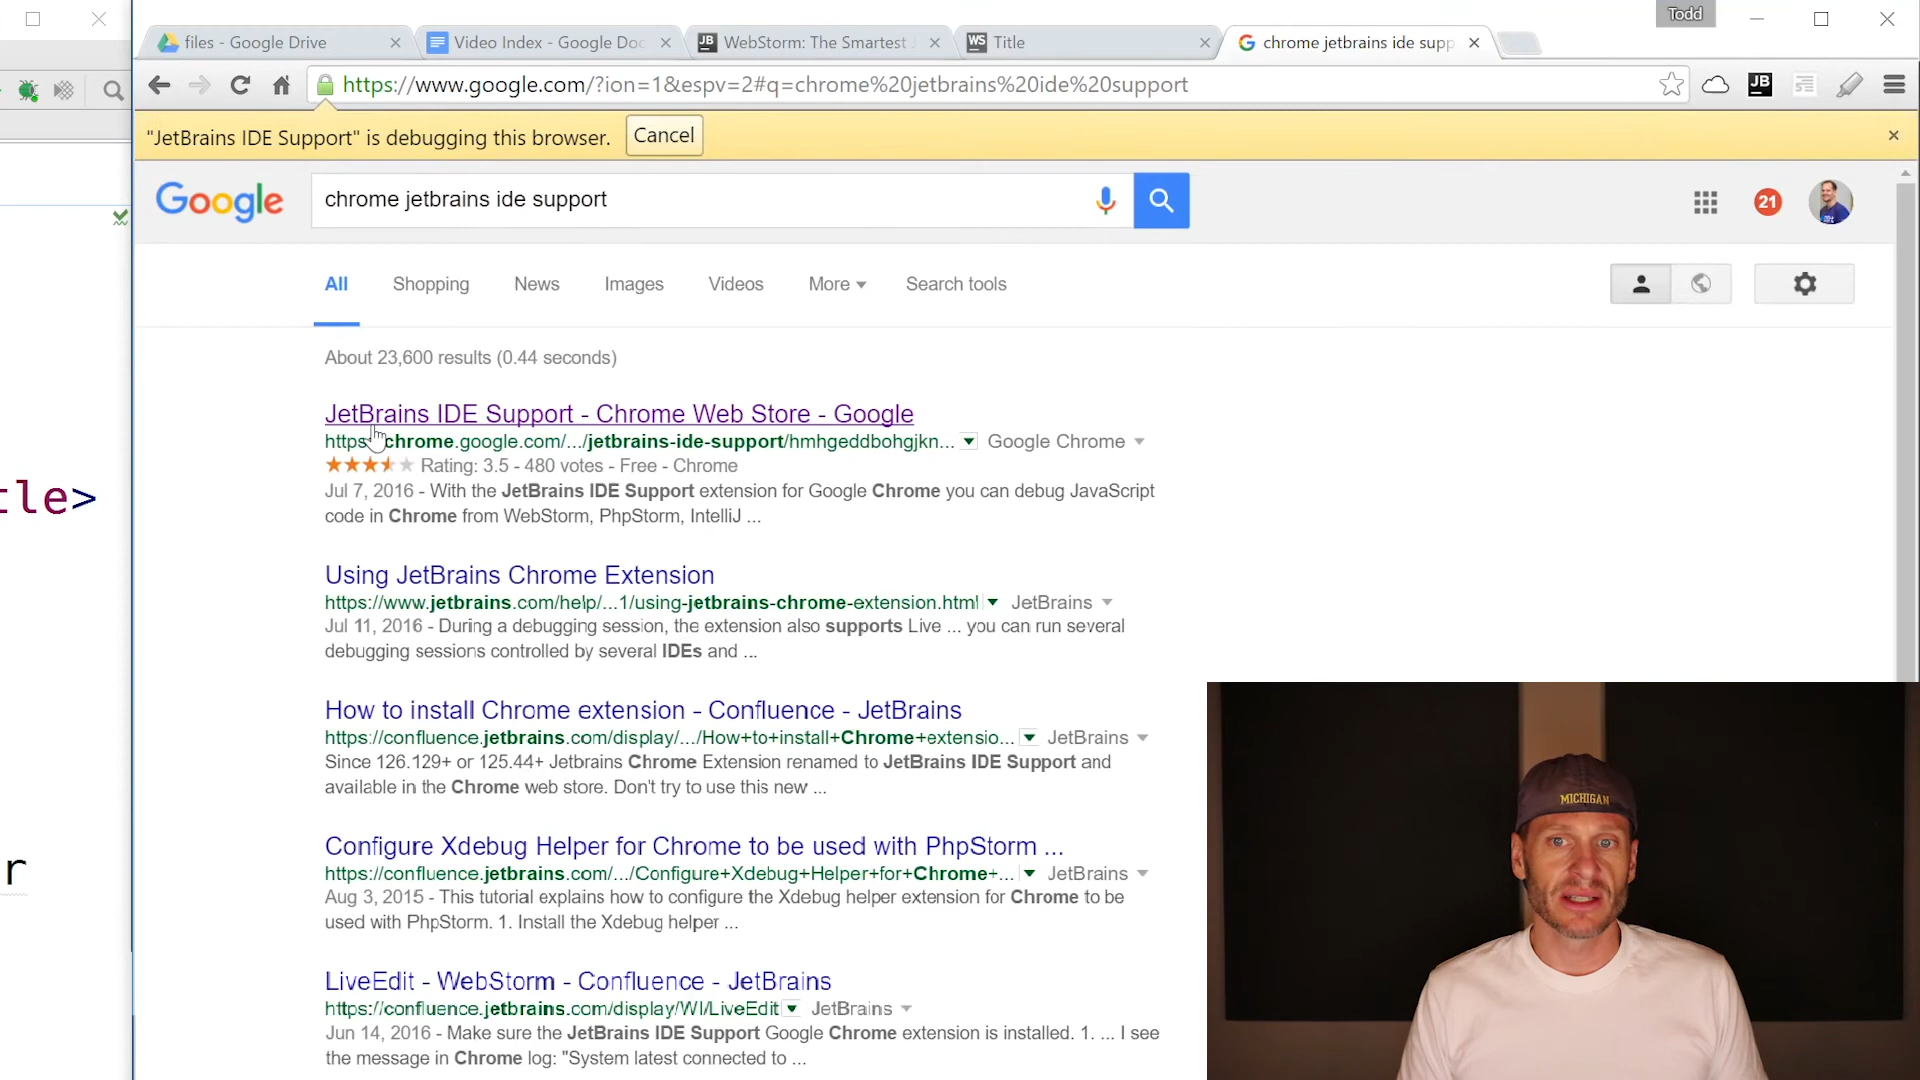 Todd
files - Google Drive
Video Index - Google Doc
WebStorm: The Smartest
Title
chrome jetbrains ide supp
https://www.google.com/?ion=1&espv=2#q=chrome%20jetbrains%20ide%20support
"JetBrains IDE Support" is debugging this browser. Cancel
Google
chrome jetbrains ide support
21
All Shopping News Images Videos More Search tools
About 23,600 results (0.44 seconds)
JetBrains IDE Support - Chrome Web Store - Google
https chrome.google.com/.../jetbrains-ide-support/hmhgeddbohgjkn... Google Chrome
Rating: 3.5 - 480 votes - Free - Chrome
Jul 7, 2016 - With the JetBrains IDE Support extension for Google Chrome you can debug JavaScript
code in Chrome from WebStorm, PhpStorm, IntelliJ ...
tle>
Using JetBrains Chrome Extension
https://www.jetbrains.com/help/...1/using-jetbrains-chrome-extension.html JetBrains
Jul 11, 2016 - During a debugging session, the extension also supports Live ... you can run several
debugging sessions controlled by several IDEs and ...
How to install Chrome extension - Confluence - JetBrains
https://confluence.jetbrains.com/display/.../How+to+install+Chrome+extensio... JetBrains
Since 126.129+ or 125.44+ Jetbrains Chrome Extension renamed to JetBrains IDE Support and
available in the Chrome web store. Don't try to use this new ...
Configure Xdebug Helper for Chrome to be used with PhpStorm ...
https://confluence.jetbrains.com/.../Configure+Xdebug+Helper+for+Chrome+... JetBrains
Aug 3, 2015 - This tutorial explains how to configure the Xdebug helper extension for Chrome to be
used with PhpStorm. 1. Install the Xdebug helper ...
r
LiveEdit - WebStorm - Confluence - JetBrains
https://confluence.jetbrains.com/display/WI/LiveEdit JetBrains
Jun 14, 2016 - Make sure the JetBrains IDE Support Google Chrome extension is installed. 1. ... I see
the message in Chrome log: "System latest connected to ...
MICHIGAN